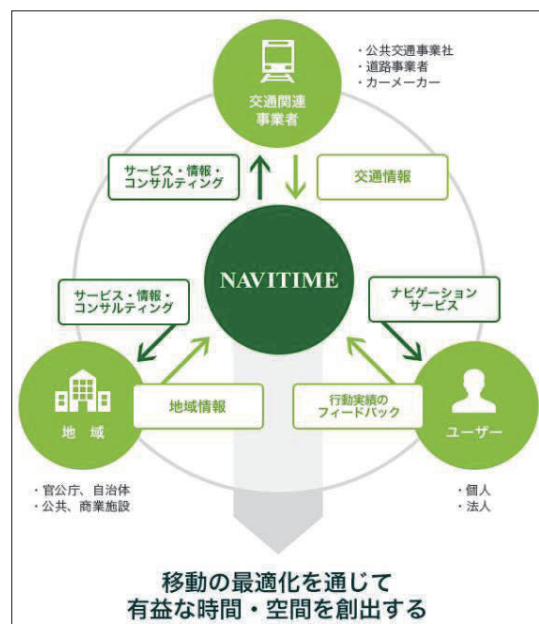 ・公共交通事業社
・道路事業者
・カーメーカー
交通関連
事業者
サービス・情報・
コンサルティング
交通情報
NAVITIME
サービス・情報・
コンサルティング
ナビゲーション
サービス
地域情報
行動実績の
フィードバック
地 域
ユーザー
・官公庁、自治体
・公共、商業施設
・個人
・法人
移動の最適化を通じて
有益な時間・空間を創出する